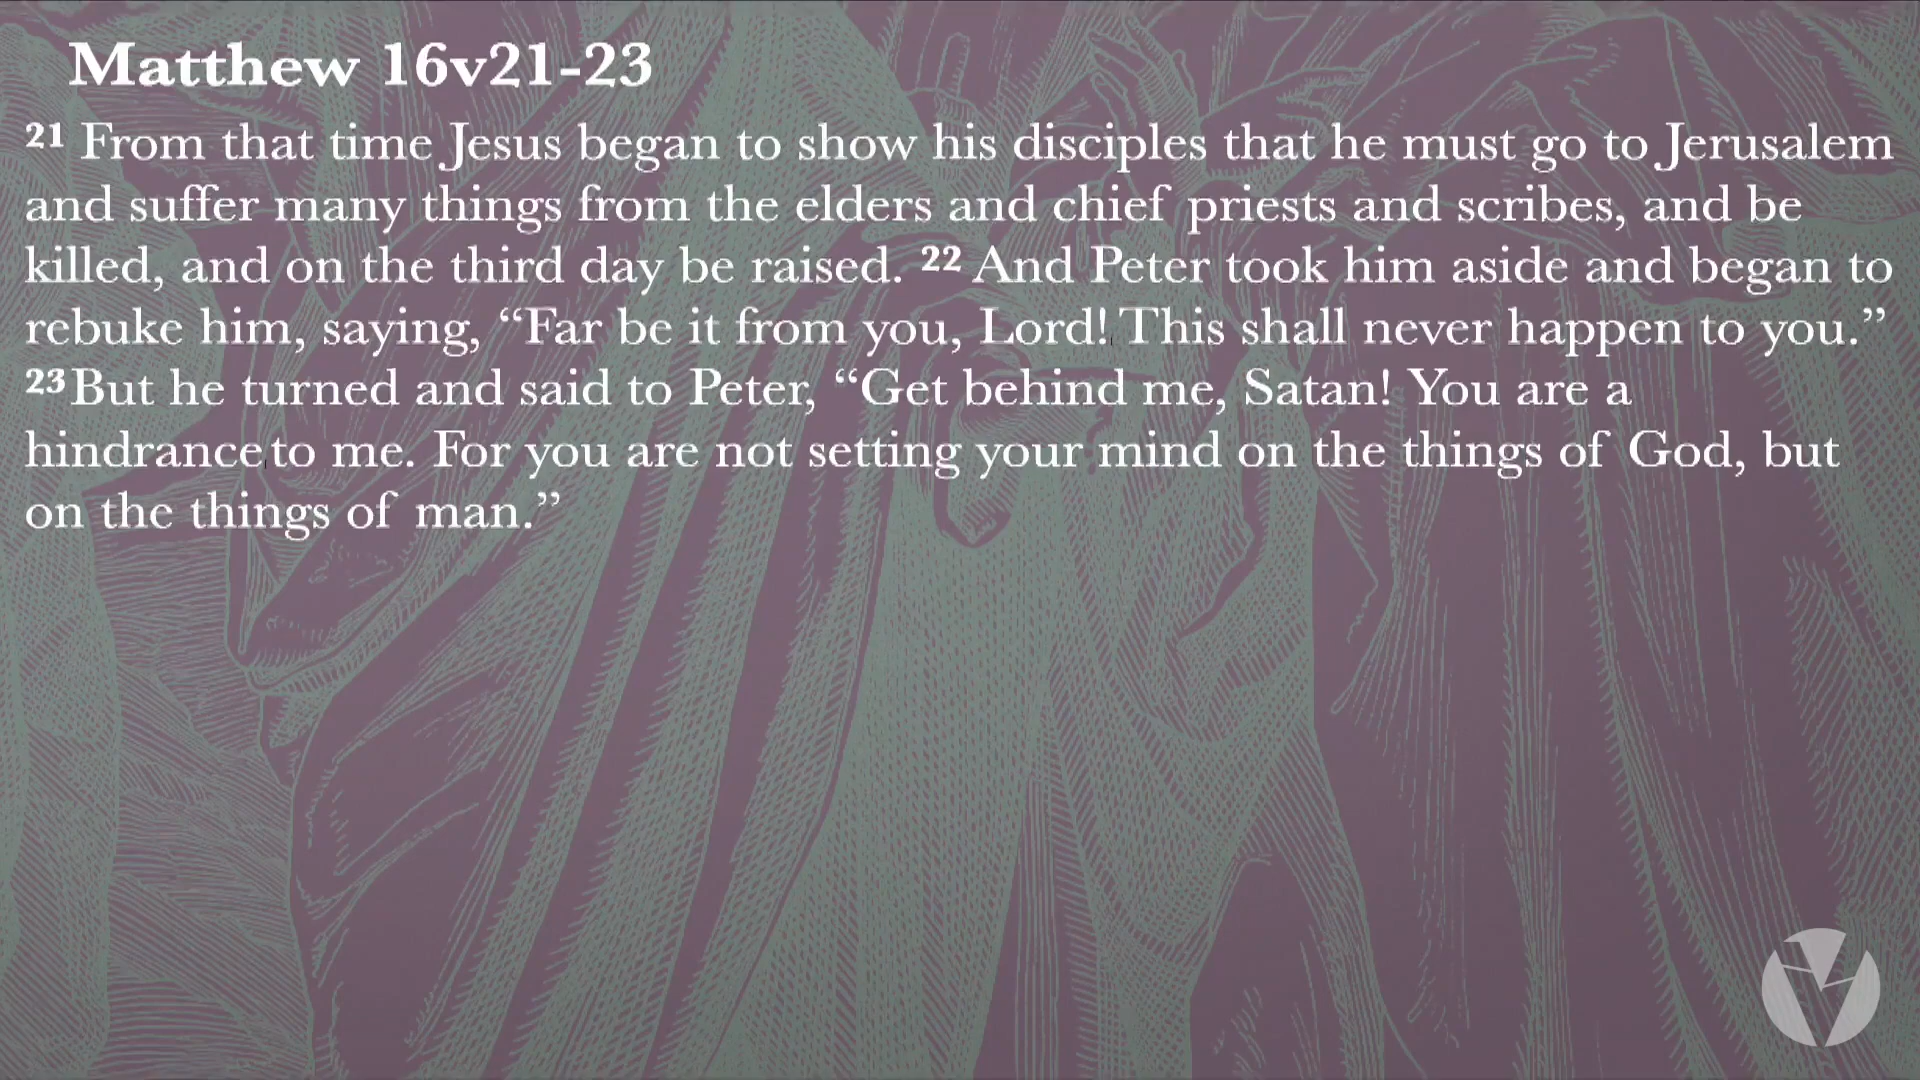 Matthew 16v21-23
21 From that time Jesus began to show his disciples that he must go to Jerusalem
and suffer many things from the elders and chief priests and scribes, and be
killed, and on the third day be raised. 22 And Peter took him aside and began to
rebuke him, saying, “Far be it from you, Lord! This shall never happen to you.”
23 But he turned and said to Peter, “Get behind me, Satan! You are a
hindrance to me. For you are not setting your mind on the things of God, but
on the things of man.”